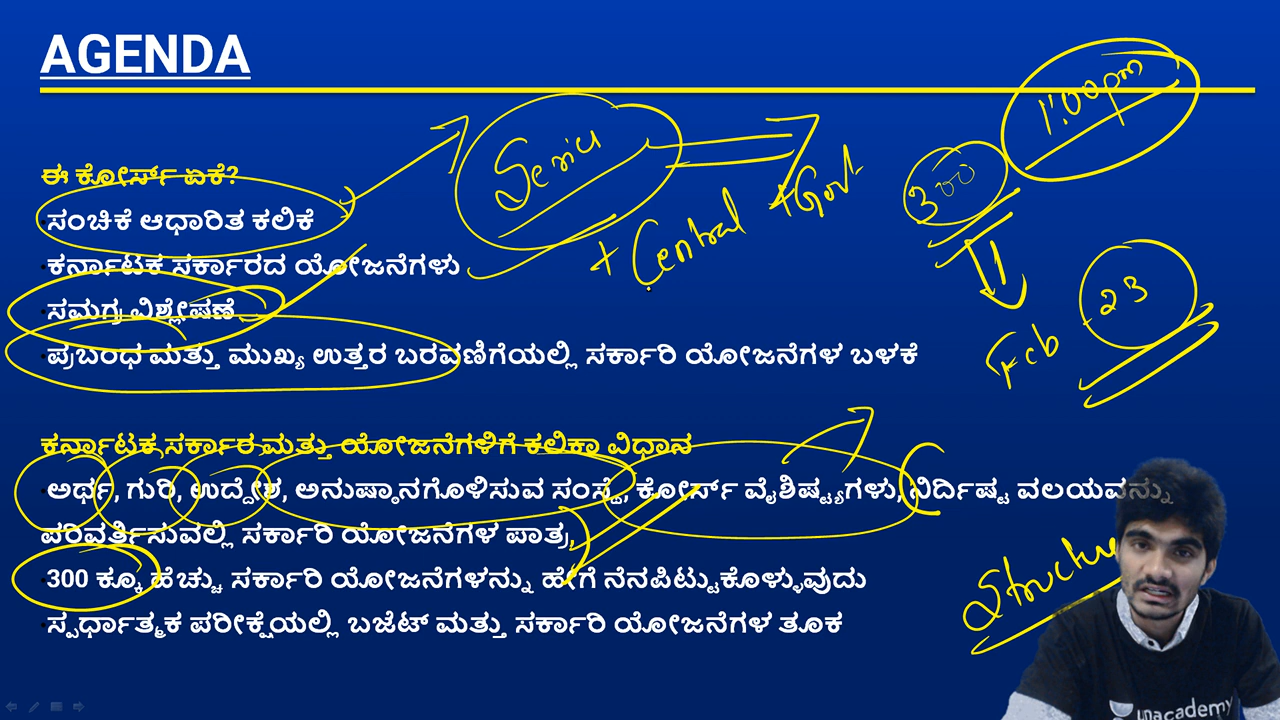 AGENDA
1:00pm
ಈ ಕೋರ್ಸ್ ಏಕೆ?
Series
300
ಸಂಚಿಕೆ ಆಧಾರಿತ ಕಲಿಕೆ
+ Central +Govt
ಕರ್ನಾಟಕ ಸರ್ಕಾರದ ಯೋಜನೆಗಳು
ಸಮಗ್ರ ವಿಶ್ಲೇಷಣೆ
Feb 23
ಪ್ರಬಂಧ ಮತ್ತು ಮುಖ್ಯ ಉತ್ತರ ಬರವಣಿಗೆಯಲ್ಲಿ ಸರ್ಕಾರಿ ಯೋಜನೆಗಳ ಬಳಕೆ
ಕರ್ನಾಟಕ ಸರ್ಕಾರ ಮತ್ತು ಯೋಜನೆಗಳಿಗೆ ಕಲಿಕಾ ವಿಧಾನ
ಅರ್ಥ, ಗುರಿ, ಉದ್ದೇಶ, ಅನುಷ್ಠಾನಗೊಳಿಸುವ ಸಂಸ್ಥೆ, ಕೋರ್ಸ್ ವೈಶಿಷ್ಟ್ಯಗಳು, ನಿರ್ದಿಷ್ಟ ವಲಯವನ್ನು
ಪರಿವರ್ತಿಸುವಲ್ಲಿ ಸರ್ಕಾರಿ ಯೋಜನೆಗಳ ಪಾತ್ರ,
300 ಕ್ಕೂ ಹೆಚ್ಚು ಸರ್ಕಾರಿ ಯೋಜನೆಗಳನ್ನು ಹೇಗೆ ನೆನಪಿಟ್ಟುಕೊಳ್ಳುವುದು
ಸ್ಪರ್ಧಾತ್ಮಕ ಪರೀಕ್ಷೆಯಲ್ಲಿ ಬಜೆಟ್ ಮತ್ತು ಸರ್ಕಾರಿ ಯೋಜನೆಗಳ ತೂಕ
unacademy